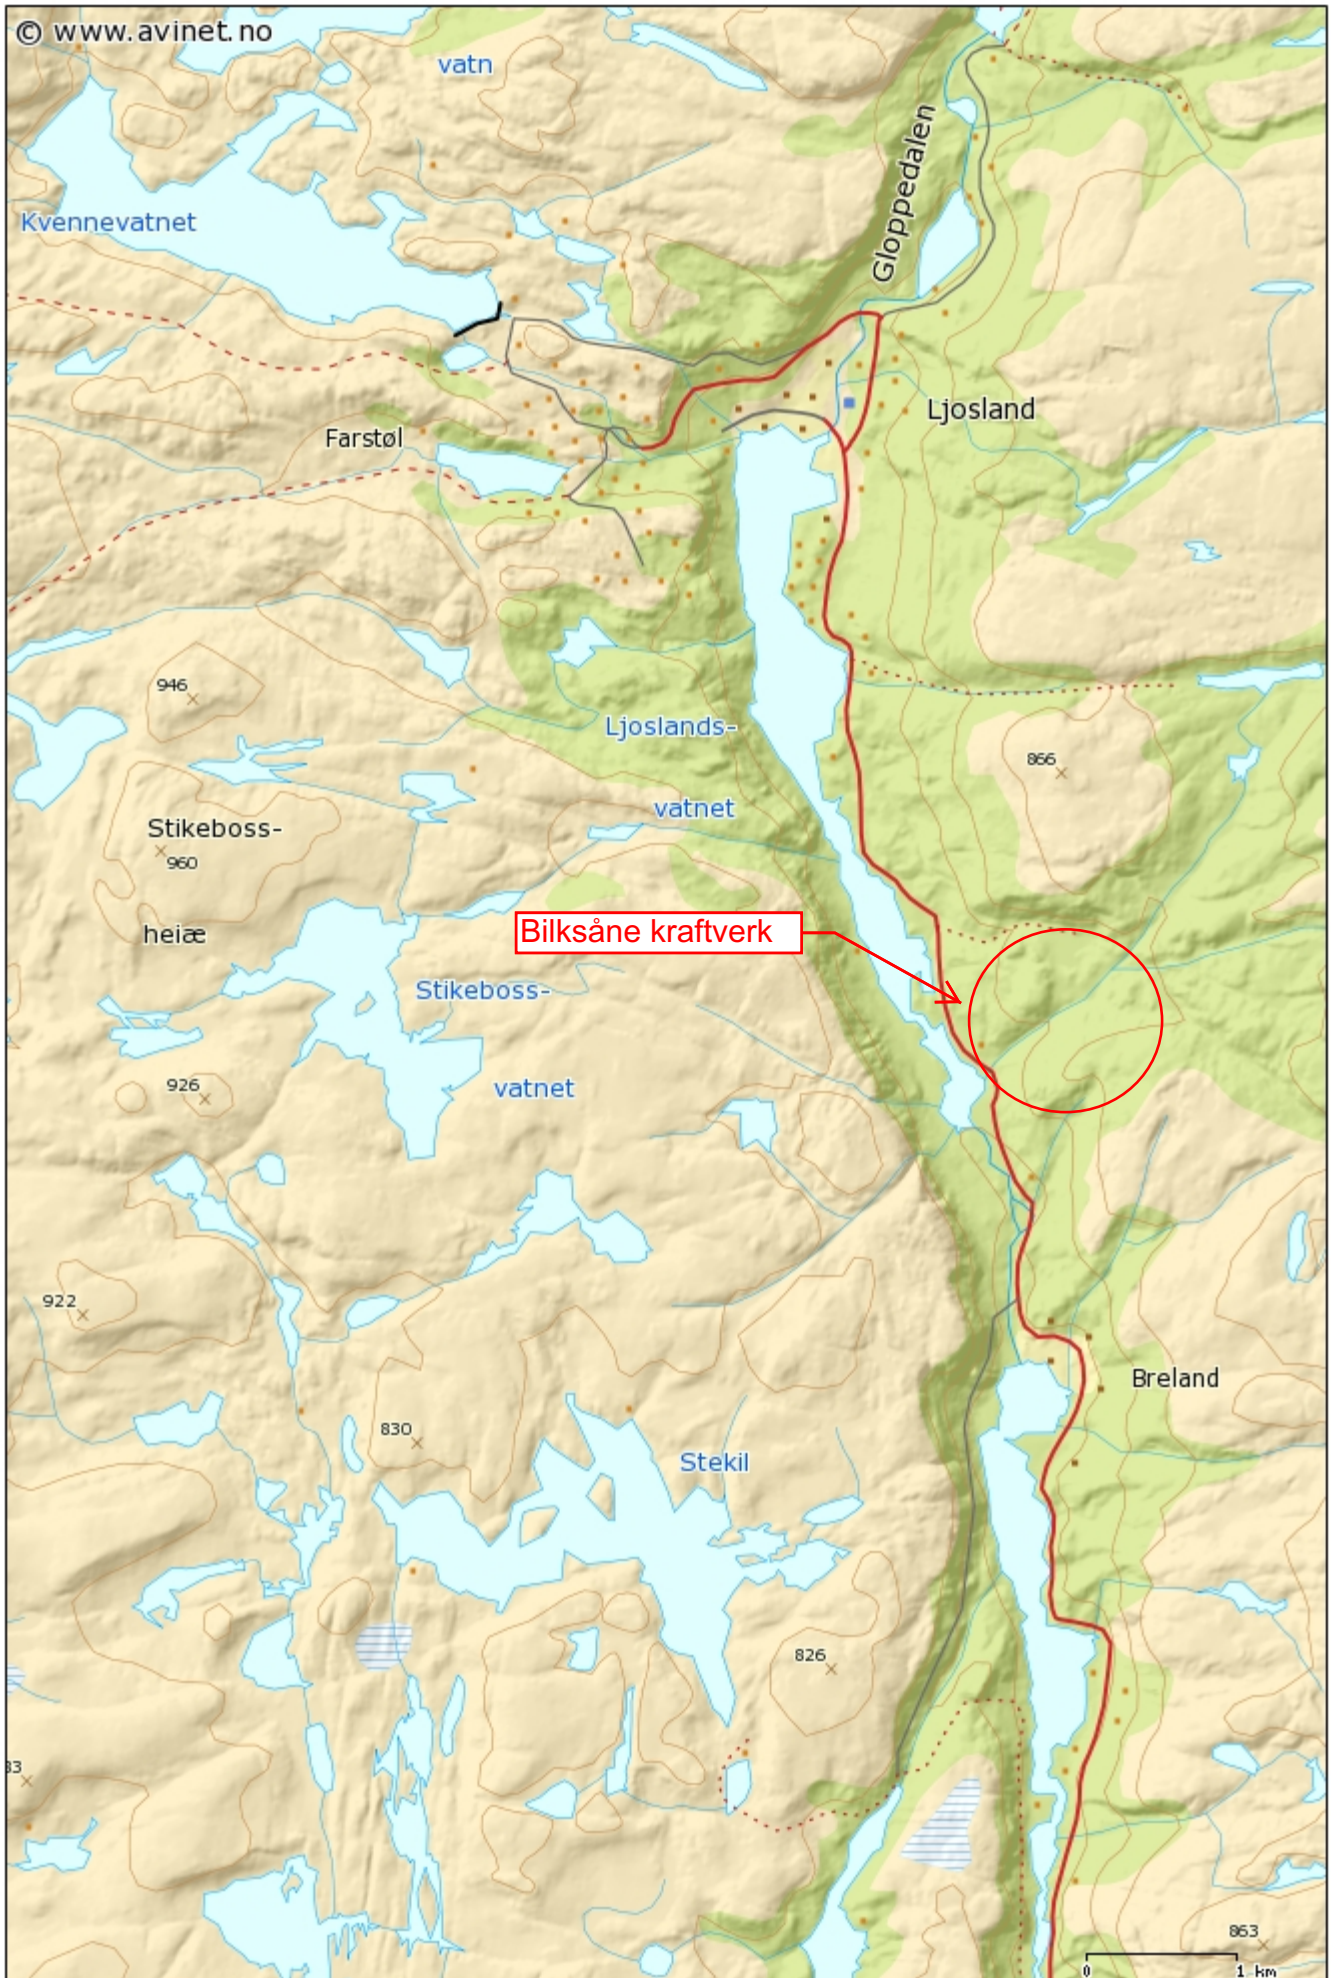 © www.avinet.no
vatn
Gloppedalen
Kvennevatnet
Ljosland
Farstøl
946
Ljoslands-
vatnet
866
Stikeboss-
960
heiæ
Bilksåne kraftverk
Stikeboss-
vatnet
926
922
Breland
830
Stekil
826
33
863
0 1 km